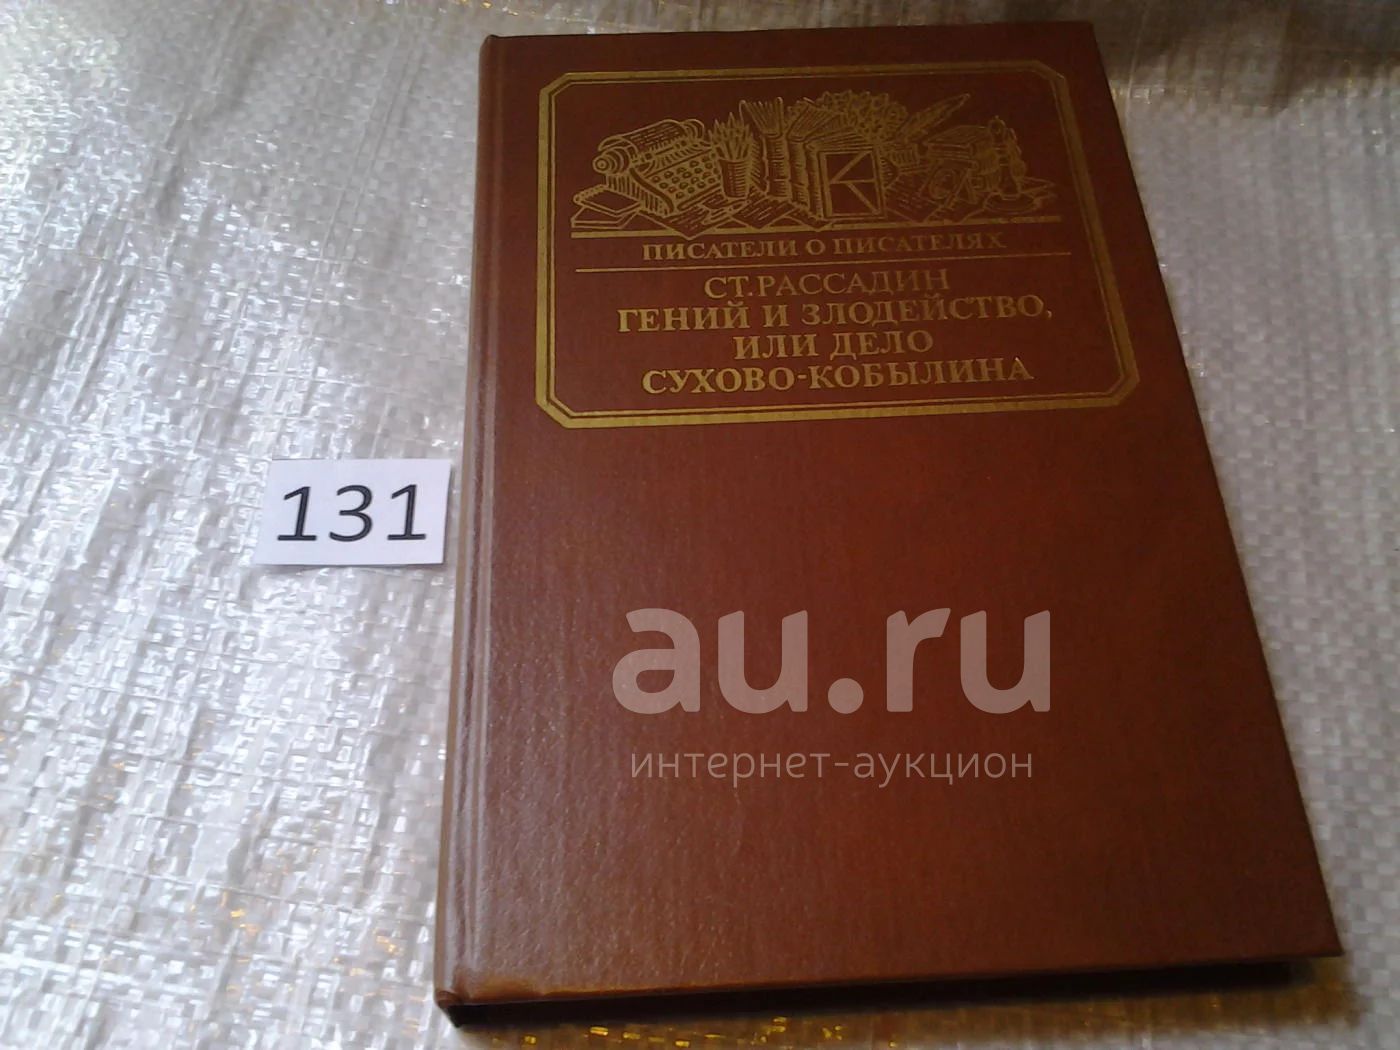 ПИСАТЕЛИ О ПИСАТЕЛЯХ
СТ.РАССАДИН
ГЕНИЙ И ЗЛОДЕЙСТВО,
ИЛИ ДЕЛО
СУХОВО-КОБЫЛИНА
131
au.ru
интернет-аукцион